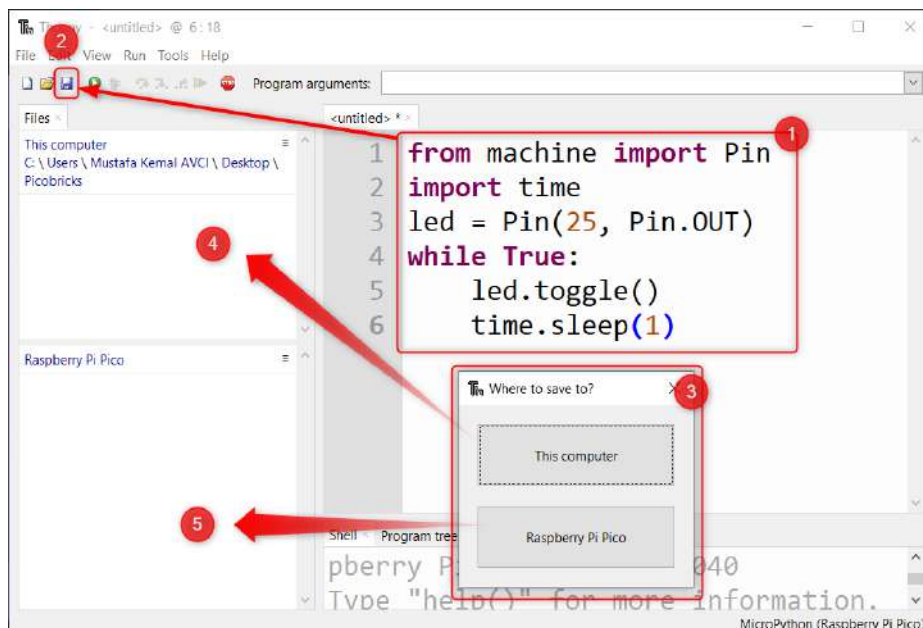 Thonny - <untitled> @ 6:18
2
File Edit View Run Tools Help
Program arguments:
Files
<untitled> *
1
This computer
C: \ Users \ Mustafa Kemal AVCI \ Desktop \
Picobricks
1 from machine import Pin
2 import time
3 led = Pin(25, Pin.OUT)
4 while True:
5 led.toggle()
6 time.sleep(1)
4
Raspberry Pi Pico
Where to save to?
3
This computer
Raspberry Pi Pico
5
Shell Program tree
pberry P 040
Type "help()" for more information.
MicroPython (Raspberry Pi Pico